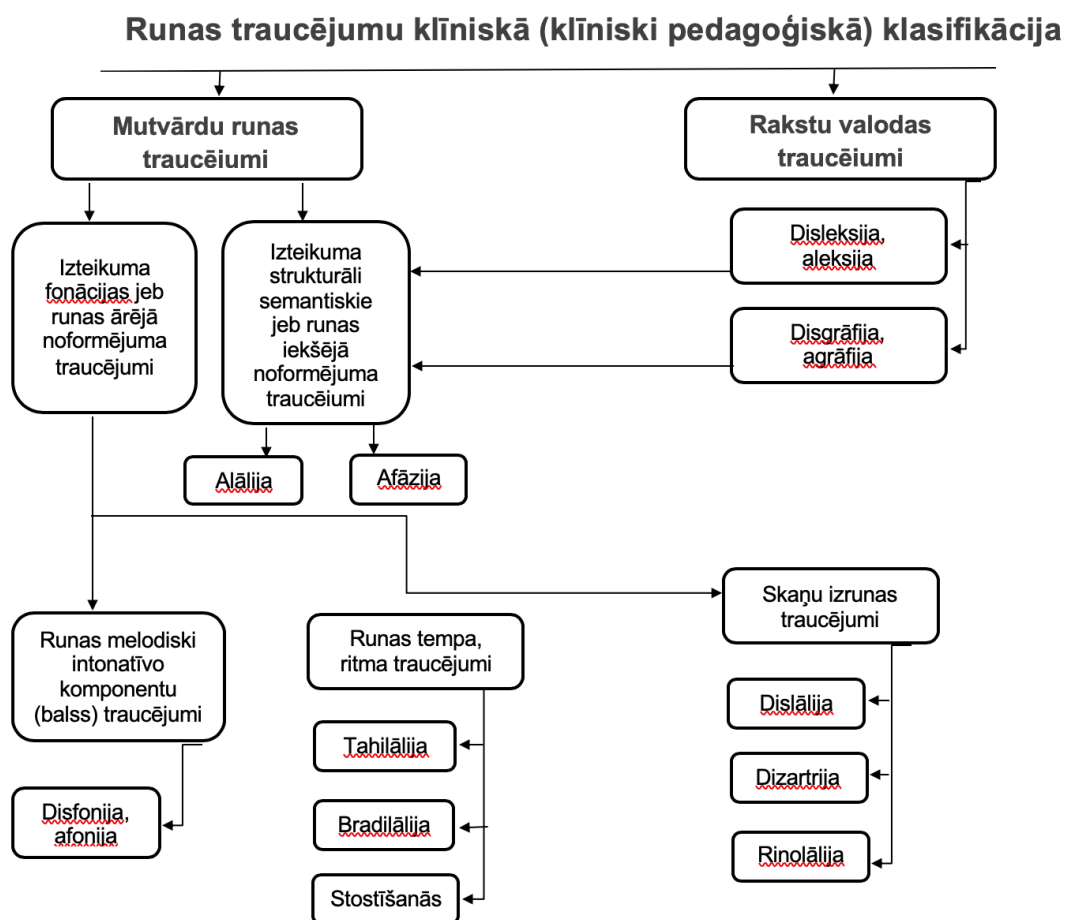 Runas traucējumu klīniskā (klīniski pedagoģiskā) klasifikācija
Mutvārdu runas
traucēiumi
Rakstu valodas
traucēiumi
Izteikuma
fonācijas jeb
runas ārējā
noformējuma
traucējumi
Izteikuma
strukturāli
semantiskie
jeb runas
iekšējā
noformējuma
traucēiumi
Disleksija,
aleksija
Disgrāfija,
agrāfija
Alālija
Afāzija
Runas melodiski
intonatīvo
komponentu
(balss) traucējumi
Disfonija,
afonija
Runas tempa,
ritma traucējumi
Tahilālija
Bradilālija
Stostīšanās
Skaņu izrunas
traucējumi
Dislālija
Dizartrija
Rinolālija